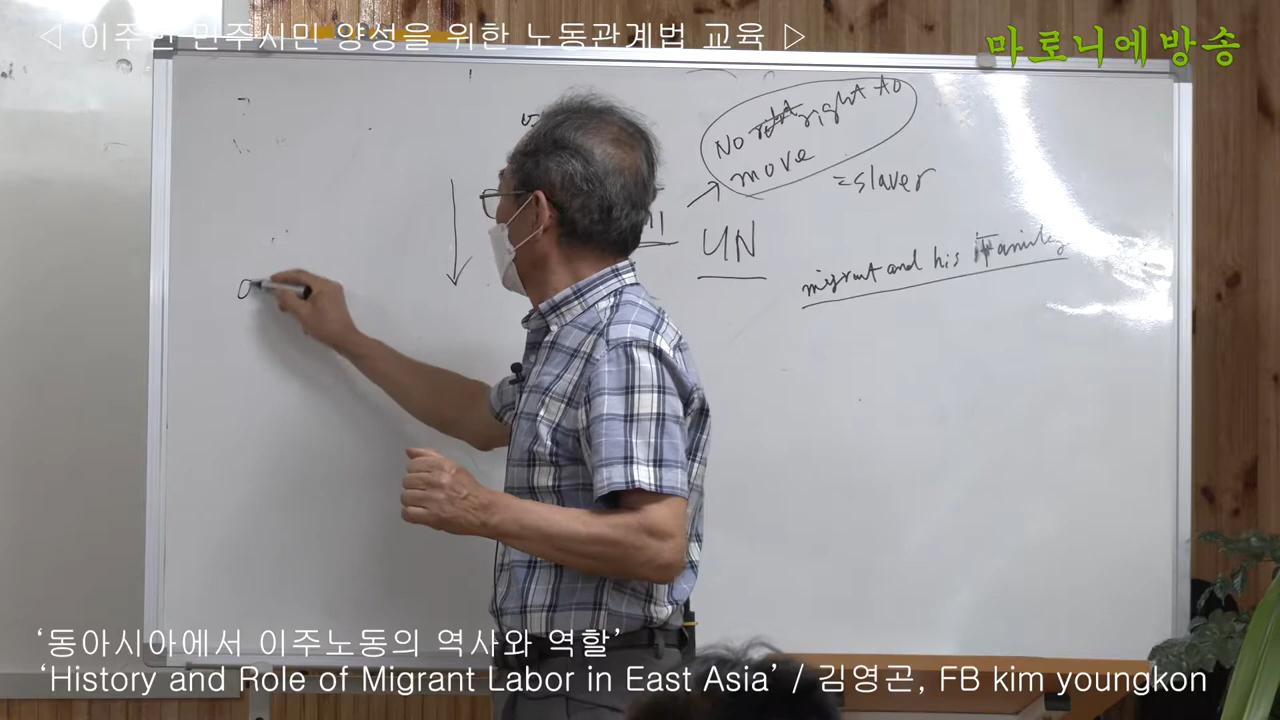 ◁ 이주민 민주시민 양성을 위한 노동관계법 교육 ▷
마로니에방송
No right to
move
=slaver
UN
migrant and his Family
‘동아시아에서 이주노동의 역사와 역할’
‘History and Role of Migrant Labor in East Asia’ / 김영곤, FB kim youngkon